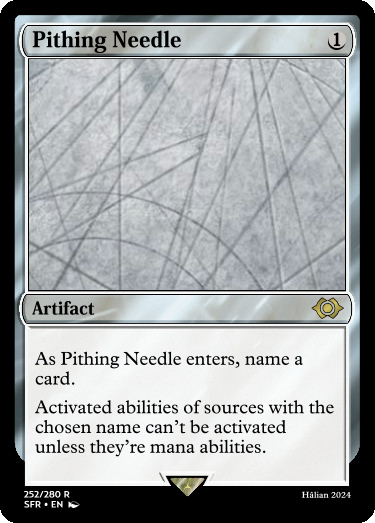 Pithing Needle
1
Artifact
As Pithing Needle enters, name a
card.
Activated abilities of sources with the
chosen name can't be activated
unless they're mana abilities.
252/280 R
SFR • EN
Hălian 2024